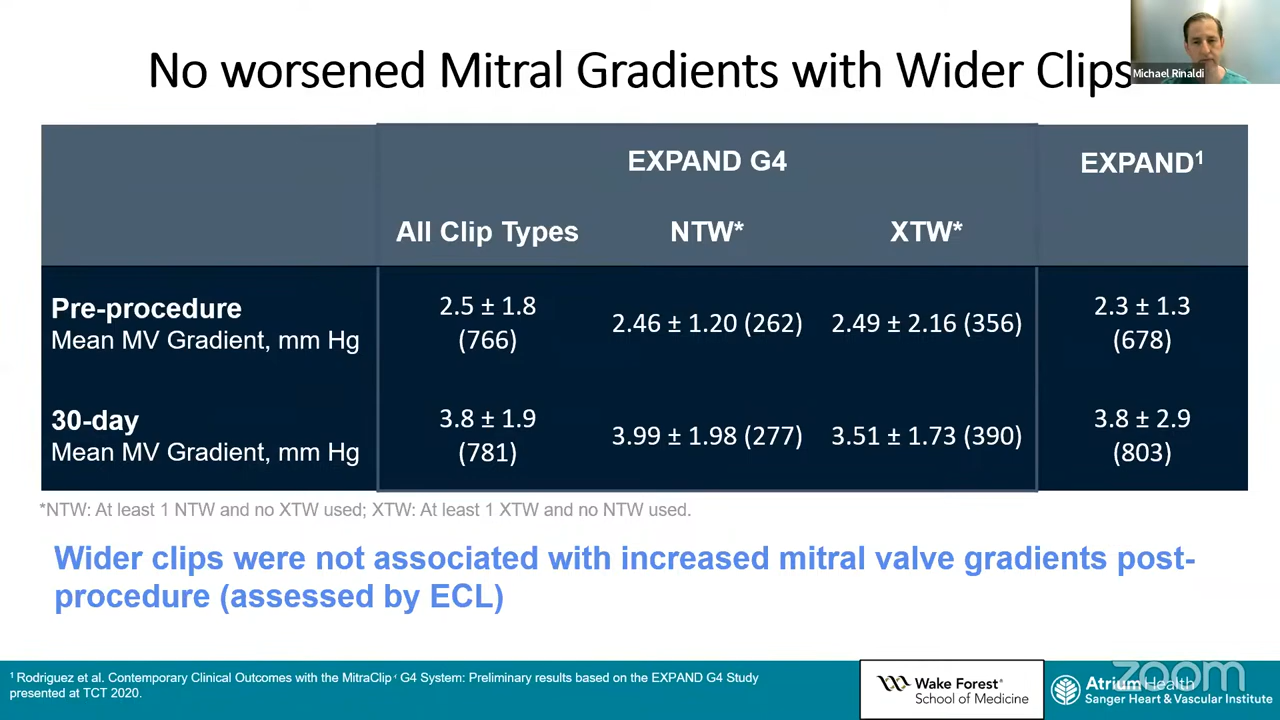 No worsened Mitral Gradients with Wider Clips
Michael Rinaldi
EXPAND G4
EXPAND1
All Clip Types
NTW*
XTW*
Pre-procedure
Mean MV Gradient, mm Hg
2.5 ± 1.8
(766)
2.46 ± 1.20 (262)
2.49 ± 2.16 (356)
2.3 ± 1.3
(678)
30-day
Mean MV Gradient, mm Hg
3.8 ± 1.9
(781)
3.99 ± 1.98 (277)
3.51 ± 1.73 (390)
3.8 ± 2.9
(803)
*NTW: At least 1 NTW and no XTW used; XTW: At least 1 XTW and no NTW used.
Wider clips were not associated with increased mitral valve gradients post-
procedure (assessed by ECL)
1 Rodriguez et al. Contemporary Clinical Outcomes with the MitraClip G4 System: Preliminary results based on the EXPAND G4 Study
presented at TCT 2020.
Wake Forest®
School of Medicine
zoom
Atrium Health
Sanger Heart & Vascular Institute